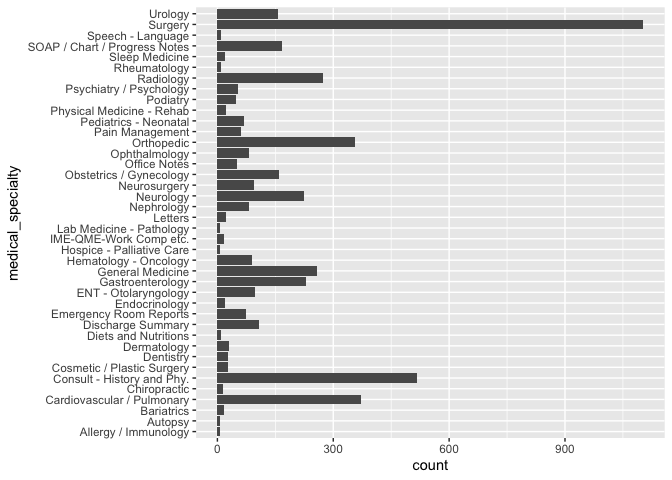 Urology
Surgery
Speech - Language
SOAP / Chart / Progress Notes
Sleep Medicine
Rheumatology
Radiology
Psychiatry / Psychology
Podiatry
Physical Medicine - Rehab
Pediatrics - Neonatal
Pain Management
Orthopedic
Ophthalmology
Office Notes
Obstetrics / Gynecology
Neurosurgery
Neurology
Nephrology
Letters
Lab Medicine - Pathology
IME-QME-Work Comp etc.
Hospice - Palliative Care
Hematology - Oncology
General Medicine
Gastroenterology
ENT - Otolaryngology
Endocrinology
Emergency Room Reports
Discharge Summary
Diets and Nutritions
Dermatology
Dentistry
Cosmetic / Plastic Surgery
Consult - History and Phy.
Chiropractic
Cardiovascular / Pulmonary
Bariatrics
Autopsy
Allergy / Immunology
medical_specialty
0 300 600 900
count